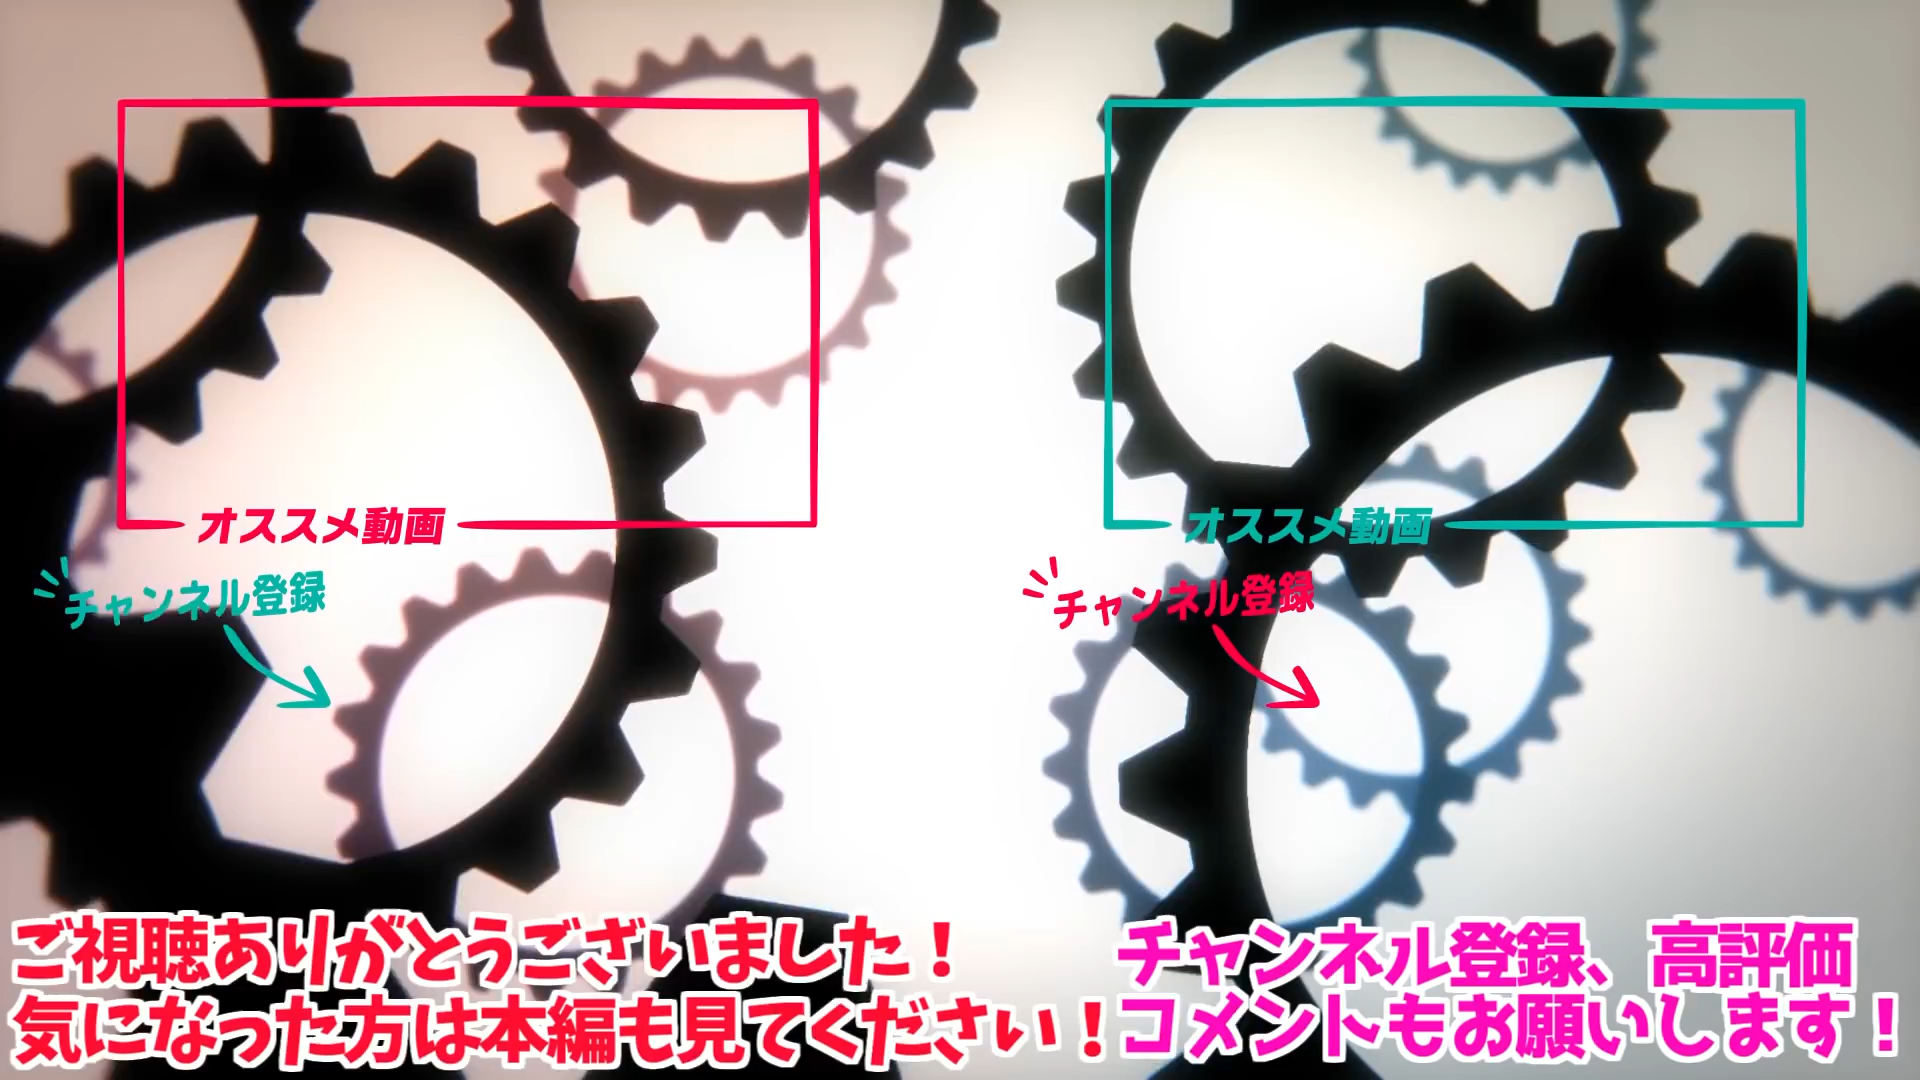 オススメ動画
チャンネル登録
オススメ動画
チャンネル登録
ご視聴ありがとうございました！
気になった方は本編も見てください！
チャンネル登録、高評価
コメントもお願いします！